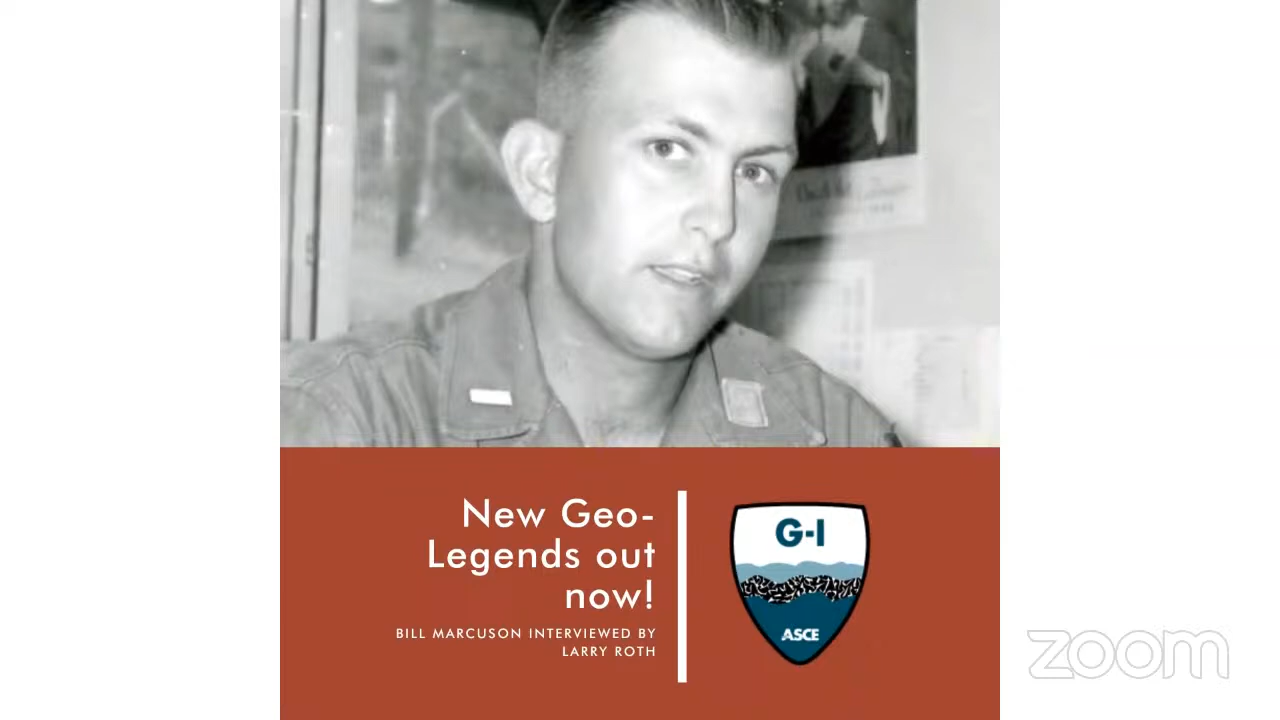 New Geo-
Legends out
now!
BILL MARCUSON INTERVIEWED BY
LARRY ROTH
G-I
ASCE
zoom